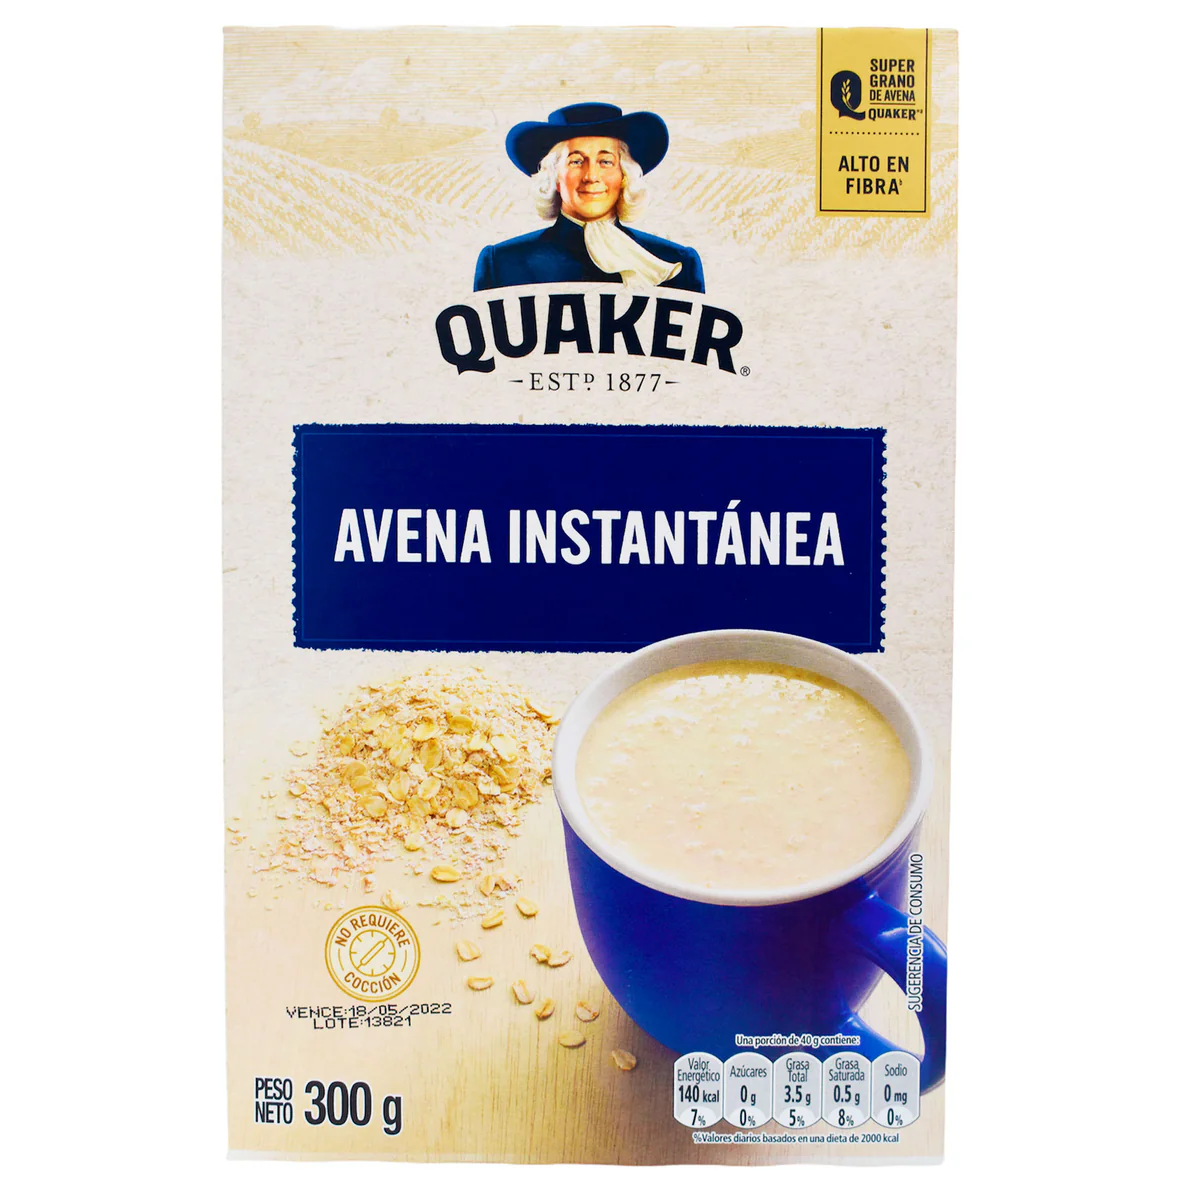 SUPER
GRANO
DE AVENA
QUAKER
ALTO EN
FIBRA
QUAKER®
ESTD 1877
AVENA INSTANTÁNEA
NO REQUIERE
COCCIÓN
VENCE:18/05/2022
LOTE:13821
PESO
NETO 300 g
SUGERENCIA DE CONSUMO
Una porción de 40 g contiene:
Valor
Energético
140 kcal
7%
Azúcares
0 g
0%
Grasa
Total
3.5 g
5%
Grasa
Saturada
0.5 g
8%
Sodio
0 mg
0%
%Valores diarios basados en una dieta de 2000 kcal